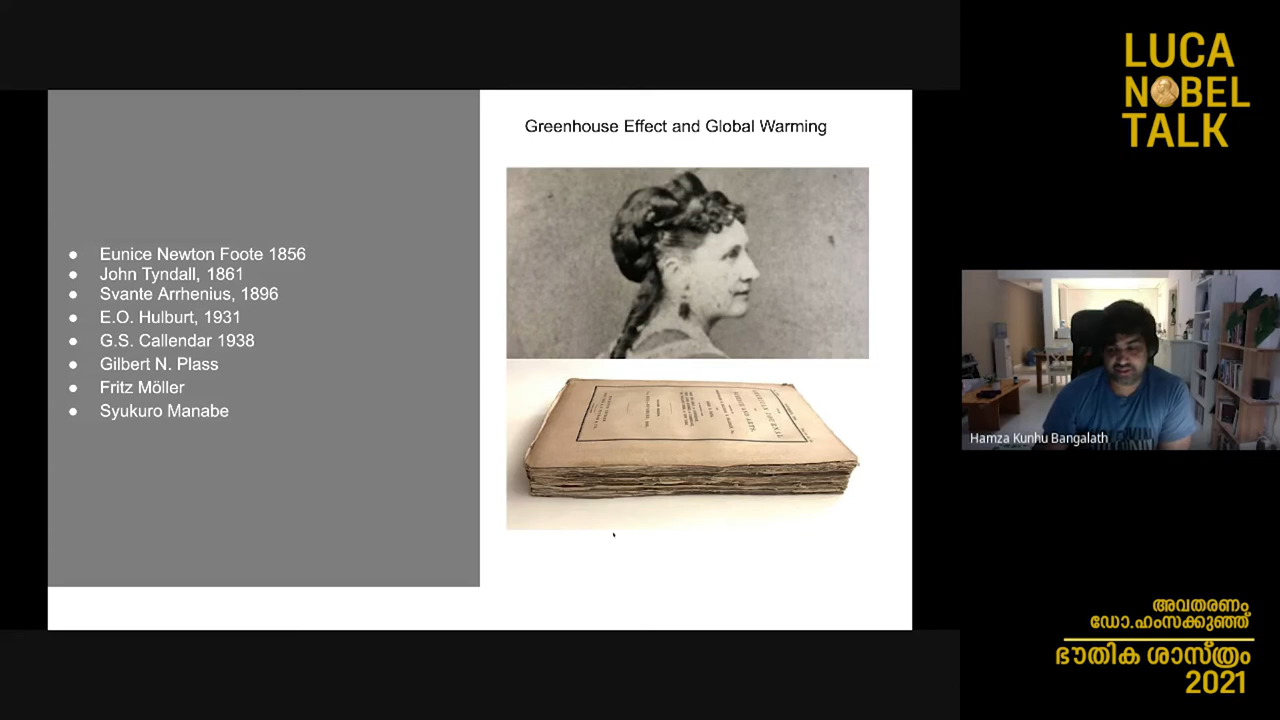 Greenhouse Effect and Global Warming
Eunice Newton Foote 1856
John Tyndall, 1861
Svante Arrhenius, 1896
E.O. Hulburt, 1931
G.S. Callendar 1938
Gilbert N. Plass
Fritz Möller
Syukuro Manabe
LUCA
NOBEL
TALK
Hamza Kunhu Bangalath
അവതരണം
ഡോ.ഹംസക്കുഞ്ഞ്
ഭൗതിക ശാസ്ത്രം
2021